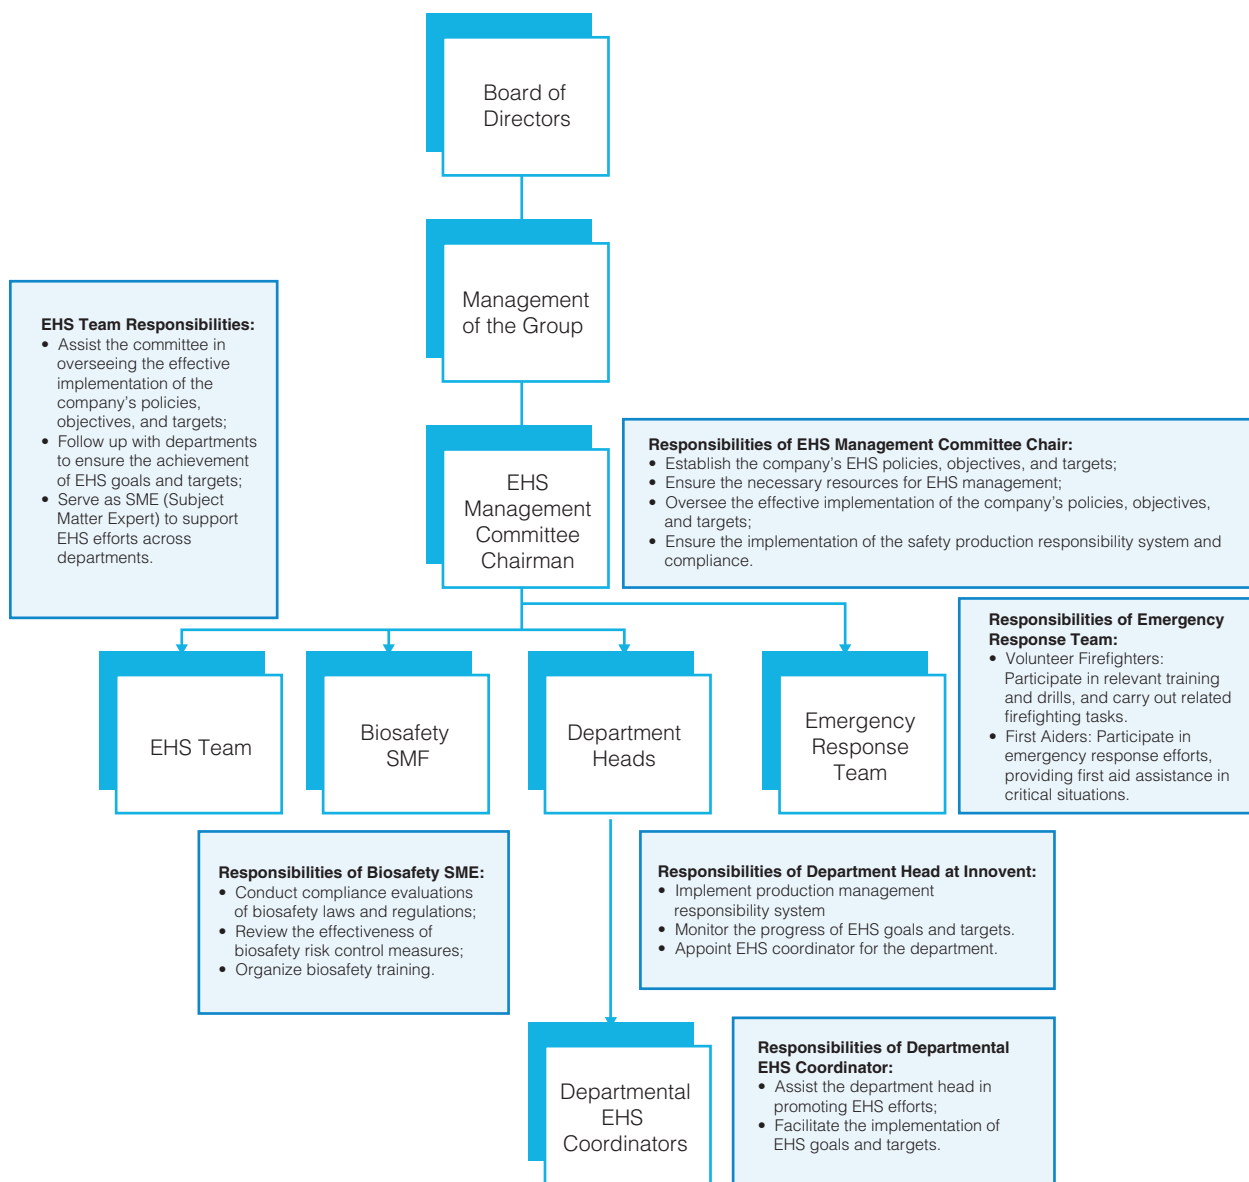 Board of
Directors
Management
of the Group
EHS Team Responsibilities:
• Assist the committee in
overseeing the effective
implementation of the
company's policies,
objectives, and targets;
• Follow up with departments
to ensure the achievement
of EHS goals and targets;
• Serve as SME (Subject
Matter Expert) to support
EHS efforts across
departments.
EHS
Management
Committee
Chairman
Responsibilities of EHS Management Committee Chair:
• Establish the company's EHS policies, objectives, and targets;
• Ensure the necessary resources for EHS management;
• Oversee the effective implementation of the company's policies, objectives,
and targets;
• Ensure the implementation of the safety production responsibility system and
compliance.
EHS Team
Biosafety
SMF
Department
Heads
Emergency
Response
Team
Responsibilities of Emergency
Response Team:
• Volunteer Firefighters:
Participate in relevant training
and drills, and carry out related
firefighting tasks.
• First Aiders: Participate in
emergency response efforts,
providing first aid assistance in
critical situations.
Responsibilities of Biosafety SME:
• Conduct compliance evaluations
of biosafety laws and regulations;
• Review the effectiveness of
biosafety risk control measures;
• Organize biosafety training.
Responsibilities of Department Head at Innovent:
• Implement production management
responsibility system
• Monitor the progress of EHS goals and targets.
• Appoint EHS coordinator for the department.
Departmental
EHS
Coordinators
Responsibilities of Departmental
EHS Coordinator:
• Assist the department head in
promoting EHS efforts;
• Facilitate the implementation of
EHS goals and targets.